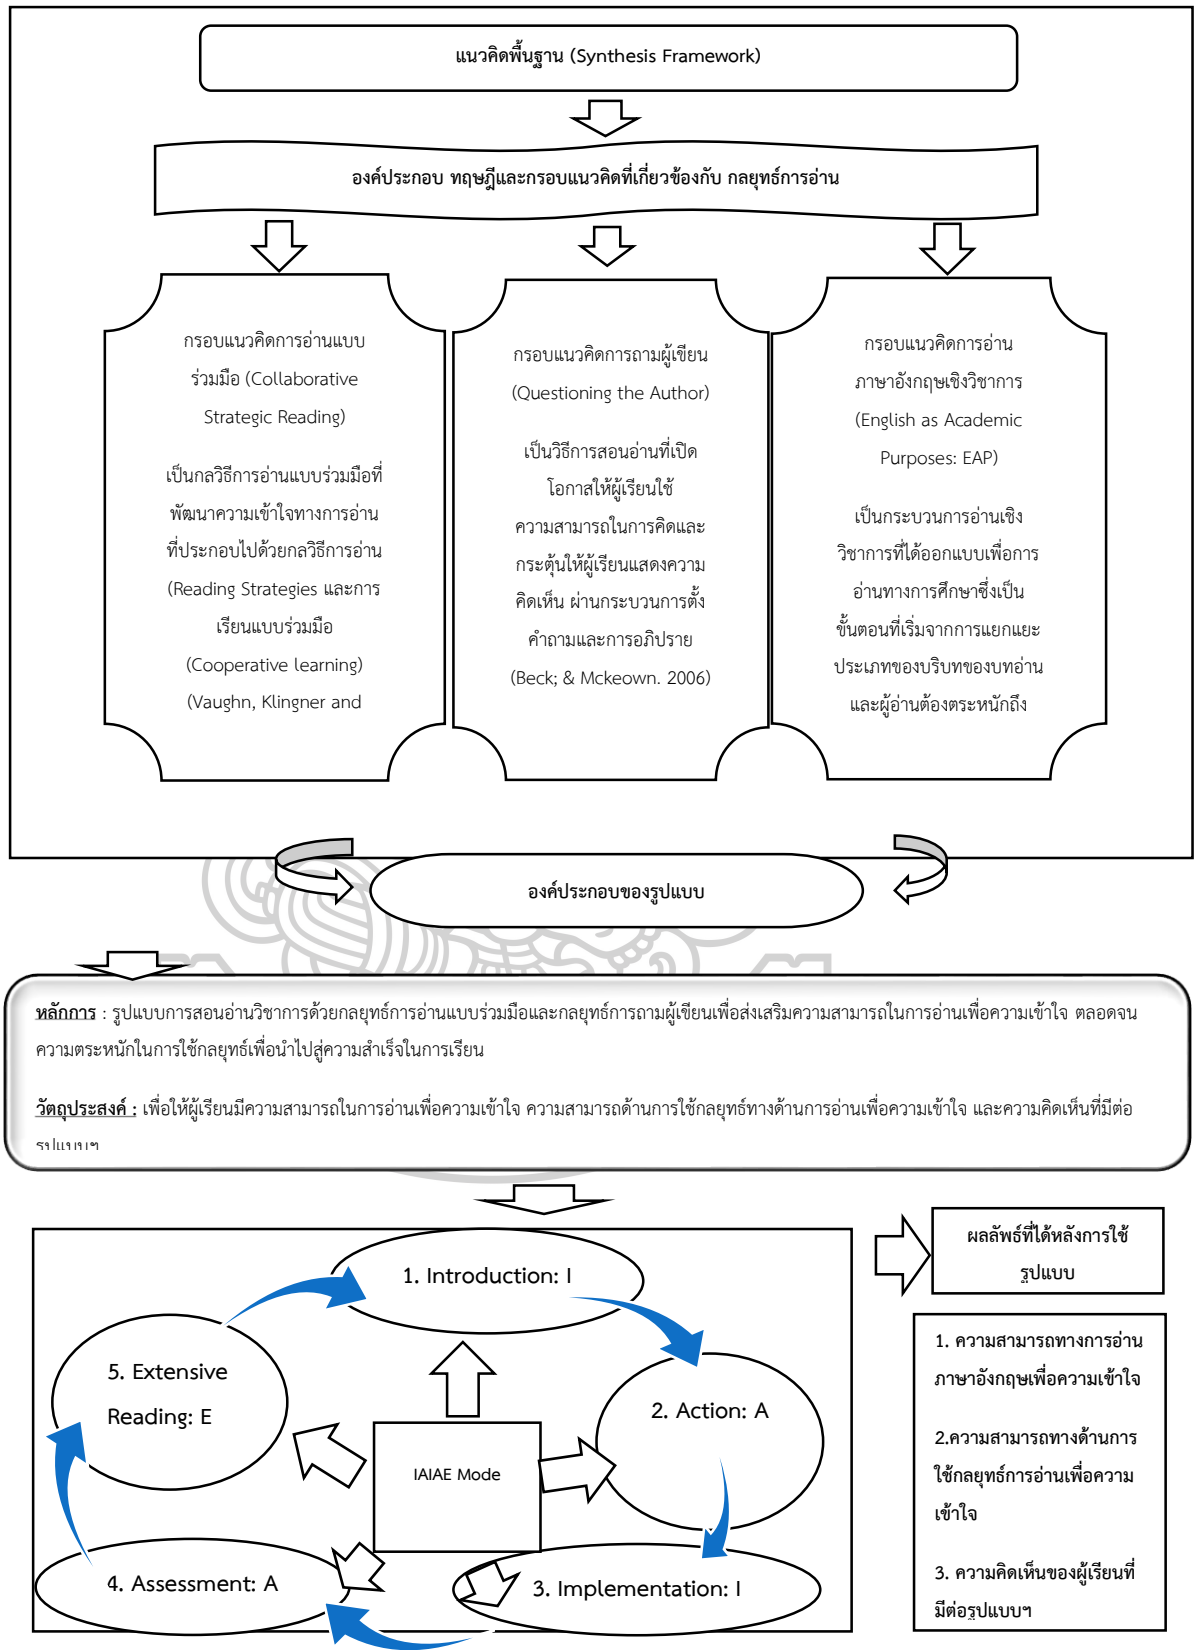 แนวคิดพื้นฐาน (Synthesis Framework)
องค์ประกอบ ทฤษฎีและกรอบแนวคิดที่เกี่ยวข้องกับ กลยุทธ์การอ่าน
กรอบแนวคิดการอ่านแบบ
ร่วมมือ (Collaborative
Strategic Reading)
เป็นกลวิธีการอ่านแบบร่วมมือที่
พัฒนาความเข้าใจทางการอ่าน
ที่ประกอบไปด้วยกลวิธีการอ่าน
(Reading Strategies และการ
เรียนแบบร่วมมือ
(Cooperative learning)
(Vaughn, Klingner and
กรอบแนวคิดการถามผู้เขียน
(Questioning the Author)
เป็นวิธีการสอนอ่านที่เปิด
โอกาสให้ผู้เรียนใช้
ความสามารถในการคิดและ
กระตุ้นให้ผู้เรียนแสดงความ
คิดเห็น ผ่านกระบวนการตั้ง
คำถามและการอภิปราย
(Beck; & Mckeown. 2006)
กรอบแนวคิดการอ่าน
ภาษาอังกฤษเชิงวิชาการ
(English as Academic
Purposes: EAP)
เป็นกระบวนการอ่านเชิง
วิชาการที่ได้ออกแบบเพื่อการ
อ่านทางการศึกษาซึ่งเป็น
ขั้นตอนที่เริ่มจากการแยกแยะ
ประเภทของบริบทของบทอ่าน
และผู้อ่านต้องตระหนักถึง
องค์ประกอบของรูปแบบ
หลักการ : รูปแบบการสอนอ่านวิชาการด้วยกลยุทธ์การอ่านแบบร่วมมือและกลยุทธ์การถามผู้เขียนเพื่อส่งเสริมความสามารถในการอ่านเพื่อความเข้าใจ ตลอดจน
ความตระหนักในการใช้กลยุทธ์เพื่อนำไปสู่ความสำเร็จในการเรียน
วัตถุประสงค์ : เพื่อให้ผู้เรียนมีความสามารถในการอ่านเพื่อความเข้าใจ ความสามารถด้านการใช้กลยุทธ์ทางด้านการอ่านเพื่อความเข้าใจ และความคิดเห็นที่มีต่อ
รูปแบบฯ
1. Introduction: I
2. Action: A
3. Implementation: I
4. Assessment: A
5. Extensive
Reading: E
IAIAE Mode
ผลลัพธ์ที่ได้หลังการใช้
รูปแบบ
1. ความสามารถทางการอ่าน
ภาษาอังกฤษเพื่อความเข้าใจ
2.ความสามารถทางด้านการ
ใช้กลยุทธ์การอ่านเพื่อความ
เข้าใจ
3. ความคิดเห็นของผู้เรียนที่
มีต่อรูปแบบฯ